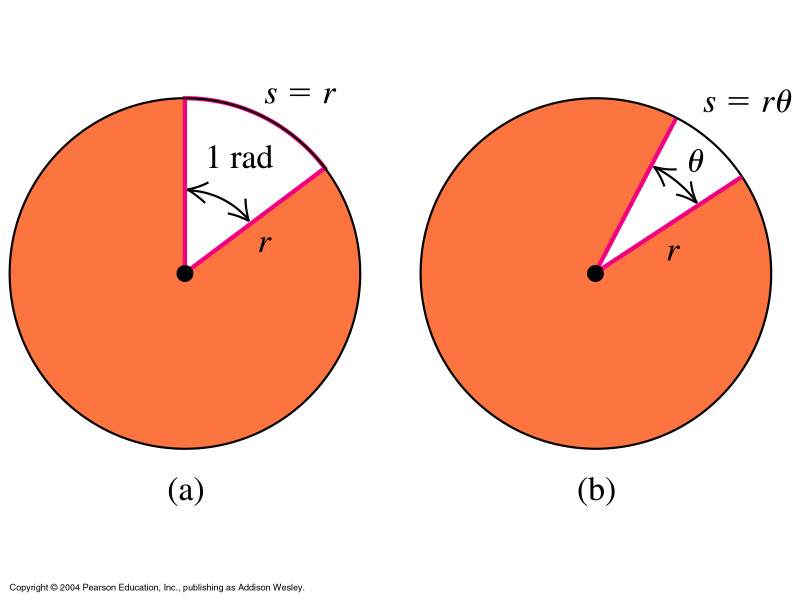 s = r
1 rad
r
(a)
s = rθ
θ
r
(b)
Copyright © 2004 Pearson Education, Inc., publishing as Addison Wesley.